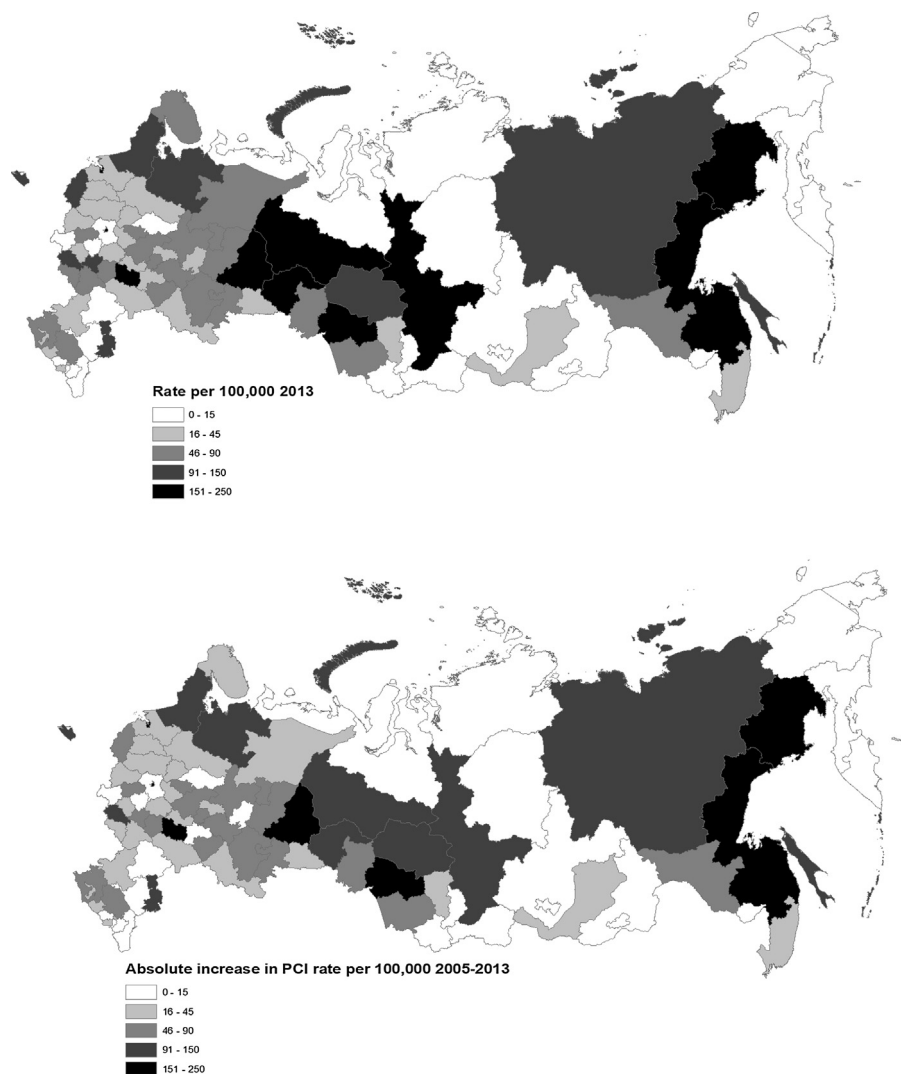 Rate per 100,000 2013
0 - 15
16 - 45
46 - 90
91 - 150
151 - 250
Absolute increase in PCI rate per 100,000 2005-2013
0 - 15
16 - 45
46 - 90
91 - 150
151 - 250